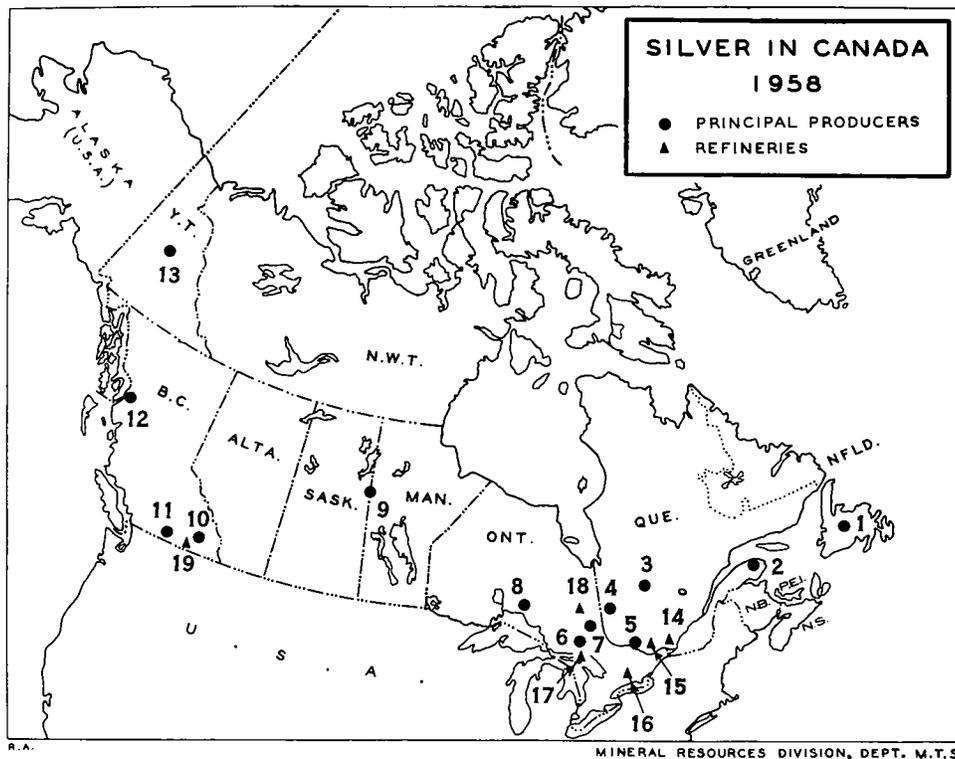 SILVER IN CANADA
1958
● PRINCIPAL PRODUCERS
▲ REFINERIES
ALASKA
(U.S.A.)
Y.T.
13
GREENLAND
N.W.T.
B.C.
12
ALTA.
NFLD.
SASK.
MAN.
9
QUE.
11
10
1
19
ONT.
3
2
8
18
4
P.E.I.
N.B.
6
7
5
14
N.S.
U. S. A.
17
15
16
R.A.
MINERAL RESOURCES DIVISION, DEPT. M.T.S